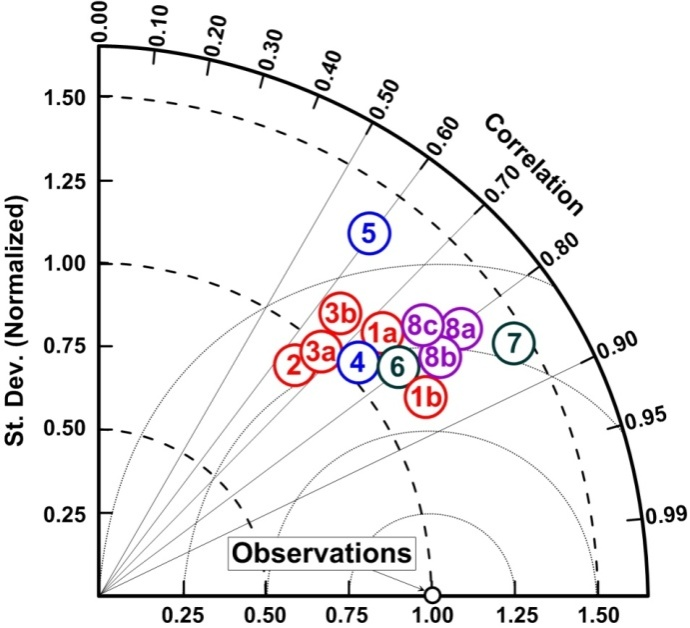 0.00
0.10
0.20
0.30
0.40
0.50
0.60
0.70
0.80
0.90
0.95
0.99
Correlation
St. Dev. (Normalized)
1.50
1.25
1.00
0.75
0.50
0.25
5
3b
1a
8c
8a
7
3a
2
4
6
8b
1b
Observations
0.25
0.50
0.75
1.00
1.25
1.50